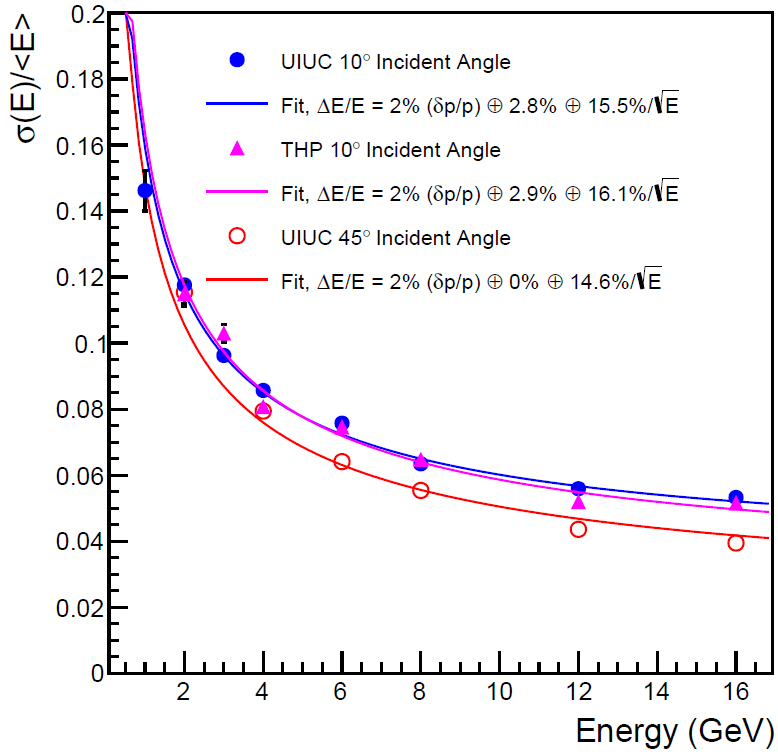 σ(E)/<E>
0.2
0.18
0.16
0.14
0.12
0.1
0.08
0.06
0.04
0.02
0
UIUC 10° Incident Angle
Fit, ΔE/E = 2% (δp/p) ⊕ 2.8% ⊕ 15.5%/√E
THP 10° Incident Angle
Fit, ΔE/E = 2% (δp/p) ⊕ 2.9% ⊕ 16.1%/√E
UIUC 45° Incident Angle
Fit, ΔE/E = 2% (δp/p) ⊕ 0% ⊕ 14.6%/√E
2 4 6 8 10 12 14 16
Energy (GeV)